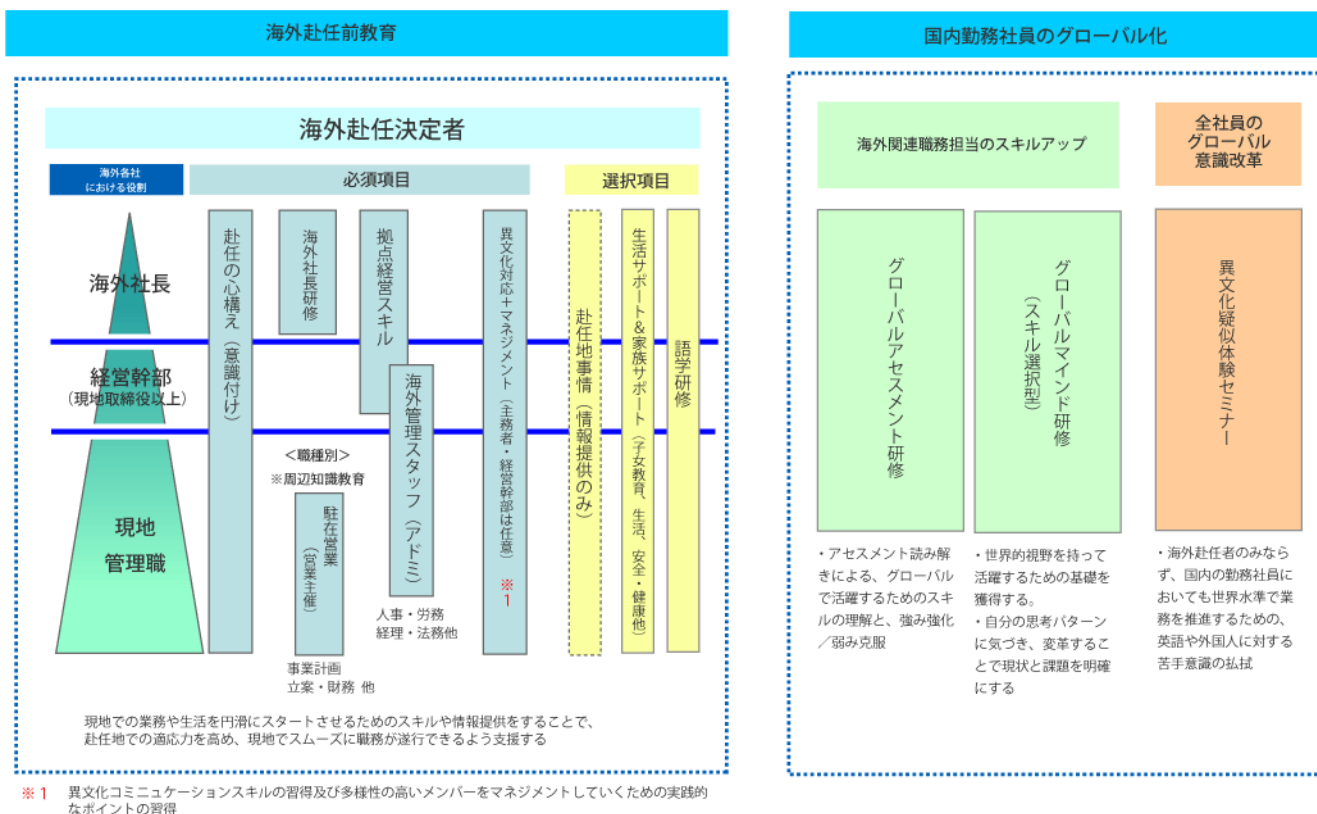 海外赴任前教育
海外赴任決定者
海外各社
における役割
必須項目
選択項目
海外社長
経営幹部
（現地取締役以上）
現地
管理職
赴任の心構え（意識付け）
海外社長研修
拠点経営スキル
海外管理スタッフ（アドミ）
人事・労務
経理・法務他
＜職種別＞
※周辺知識教育
駐在営業
（営業主催）
事業計画
立案・財務 他
異文化対応＋マネジメント（主務者・経営幹部は任意）※1
赴任地事情（情報提供のみ）
生活サポート＆家族サポート（子女教育、生活、安全・健康他）
語学研修
現地での業務や生活を円滑にスタートさせるためのスキルや情報提供をすることで、
赴任地での適応力を高め、現地でスムーズに職務が遂行できるよう支援する
※1 異文化コミニュケーションスキルの習得及び多様性の高いメンバーをマネジメントしていくための実践的
なポイントの習得
国内勤務社員のグローバル化
海外関連職務担当のスキルアップ
全社員の
グローバル
意識改革
グローバルアセスメント研修
グローバルマインド研修
（スキル選択型）
異文化疑似体験セミナー
・アセスメント読み解
きによる、グローバル
で活躍するためのスキ
ルの理解と、強み強化
／弱み克服
・世界的視野を持って
活躍するための基礎を
獲得する。
・自分の思考パターン
に気づき、変革するこ
とで現状と課題を明確
にする
・海外赴任者のみなら
ず、国内の勤務社員に
おいても世界水準で業
務を推進するための、
英語や外国人に対する
苦手意識の払拭